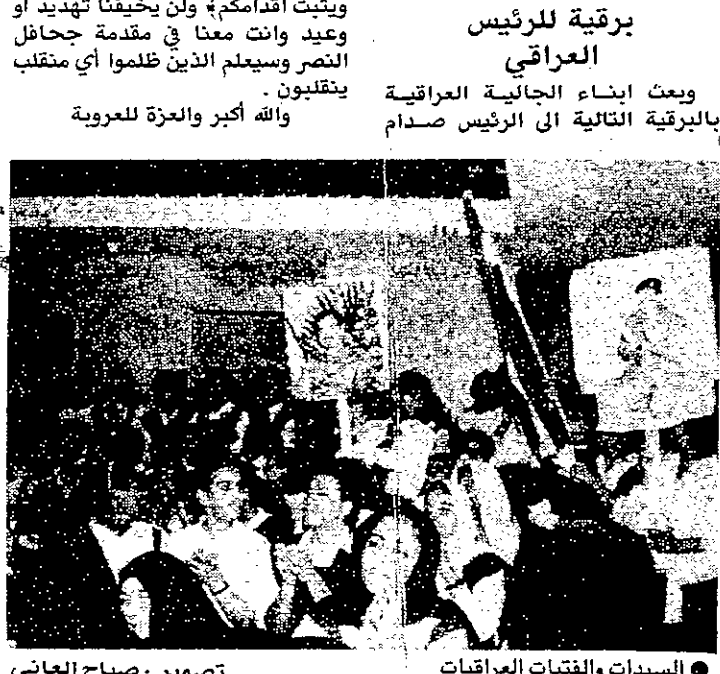 برقية للرئيس
العراقي
وبعث ابناء الجالية العراقية
بالبرقية التالية الى الرئيس صدام
ويثبت اقدامكم﴾ ولن يخيفنا تهديد او
وعيد وانت معنا في مقدمة جحافل
النصر وسيعلم الذين ظلموا أي منقلب
ينقلبون .
والله أكبر والعزة للعروبة
● السيدات والفتيات العراقيات
تصوير : صباح العاني